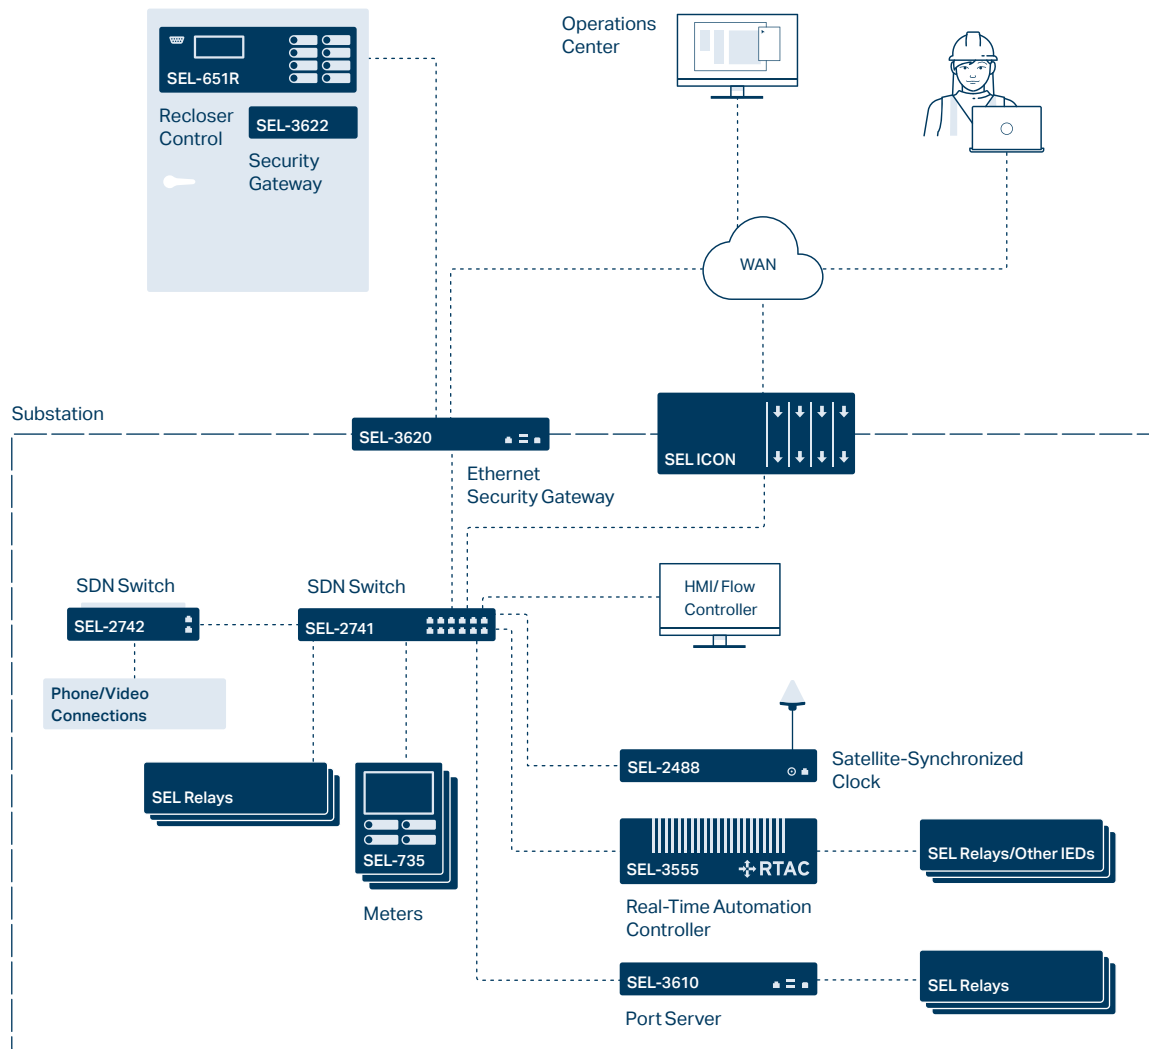 SEL-651R
Recloser
Control
SEL-3622
Security
Gateway
Operations
Center
WAN
Substation
SEL-3620
Ethernet
Security Gateway
SEL ICON
SDN Switch
SEL-2742
Phone/Video
Connections
SDN Switch
SEL-2741
HMI/ Flow
Controller
SEL Relays
SEL-735
Meters
SEL-2488
Satellite-Synchronized
Clock
SEL-3555
RTAC
Real-Time Automation
Controller
SEL Relays/Other IEDs
SEL-3610
Port Server
SEL Relays